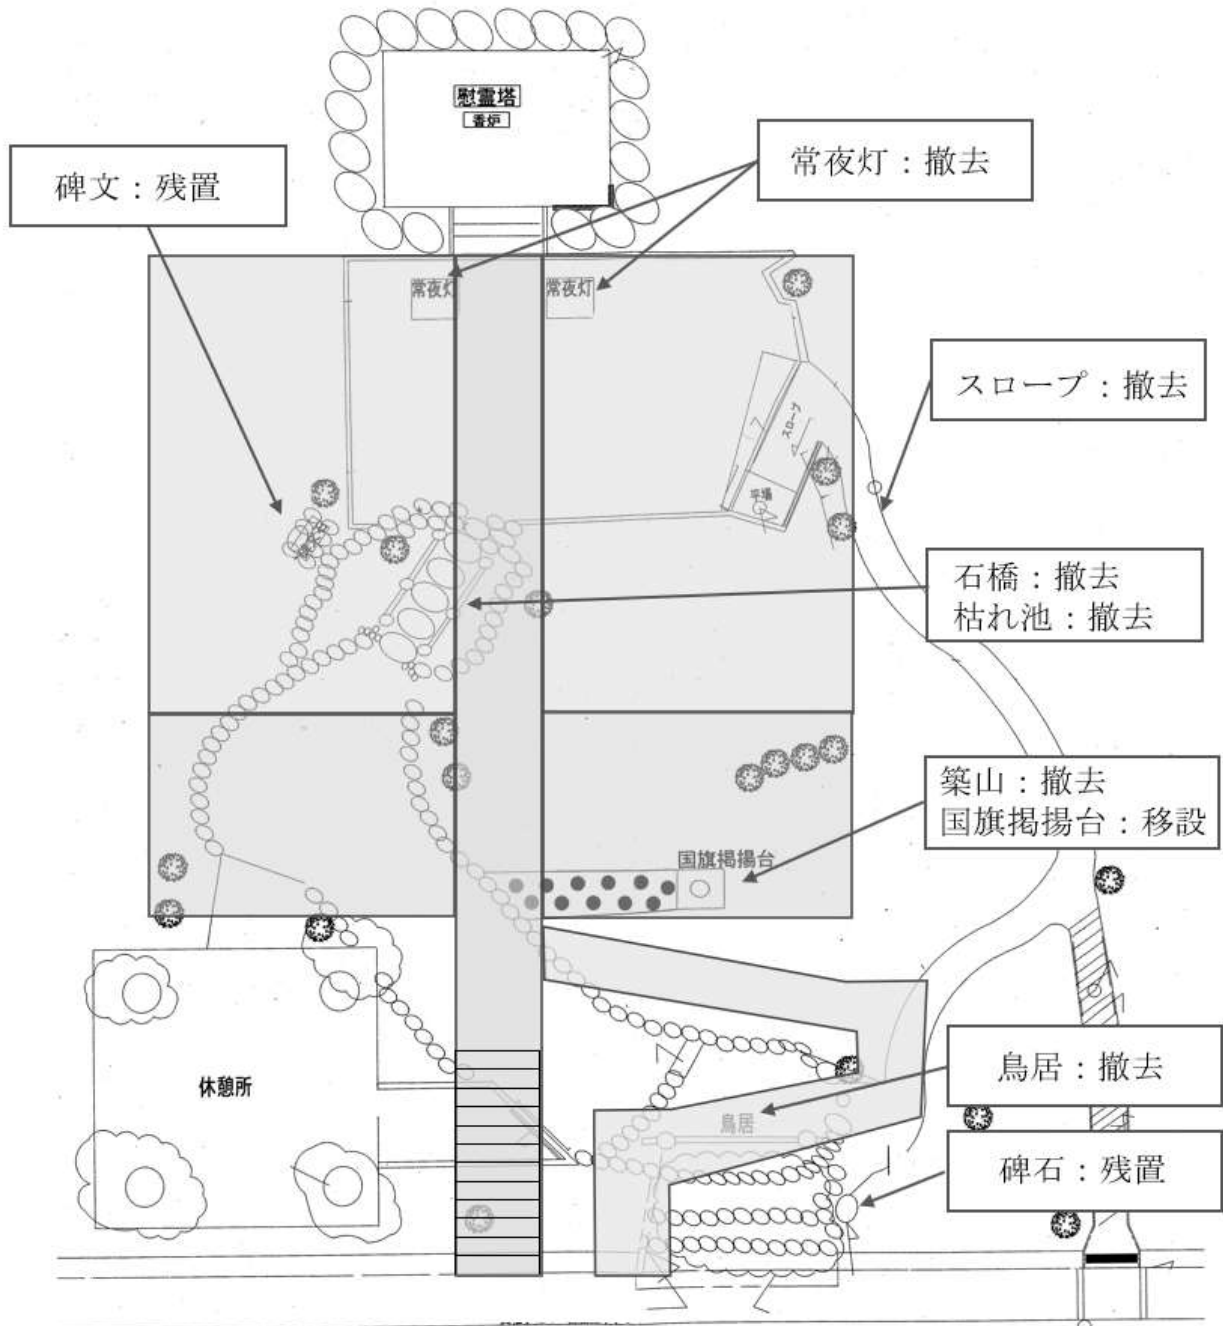 慰霊塔
香炉
常夜灯：撤去
碑文：残置
常夜灯
常夜灯
スロープ：撤去
スロープ
平場
石橋：撤去
枯れ池：撤去
築山：撤去
国旗掲揚台：移設
国旗掲揚台
鳥居：撤去
休憩所
鳥居
碑石：残置